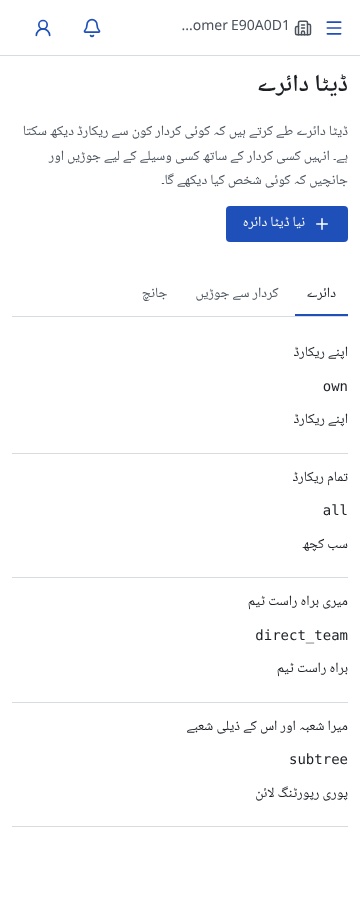 ...omer E90A0D1
ڈیٹا دائرے
ڈیٹا دائرے طے کرتے ہیں کہ کوئی کردار کون سے ریکارڈ دیکھ سکتا
ہے۔ انہیں کسی کردار کے ساتھ کسی وسیلے کے لیے جوڑیں اور
جانچیں کہ کوئی شخص کیا دیکھے گا۔
نیا ڈیٹا دائرہ
دائرے
کردار سے جوڑیں
جانچ
اپنے ریکارڈ
own
اپنے ریکارڈ
تمام ریکارڈ
all
سب کچھ
میری براہ راست ٹیم
direct_team
براہ راست ٹیم
میرا شعبہ اور اس کے ذیلی شعبے
subtree
پوری رپورٹنگ لائن